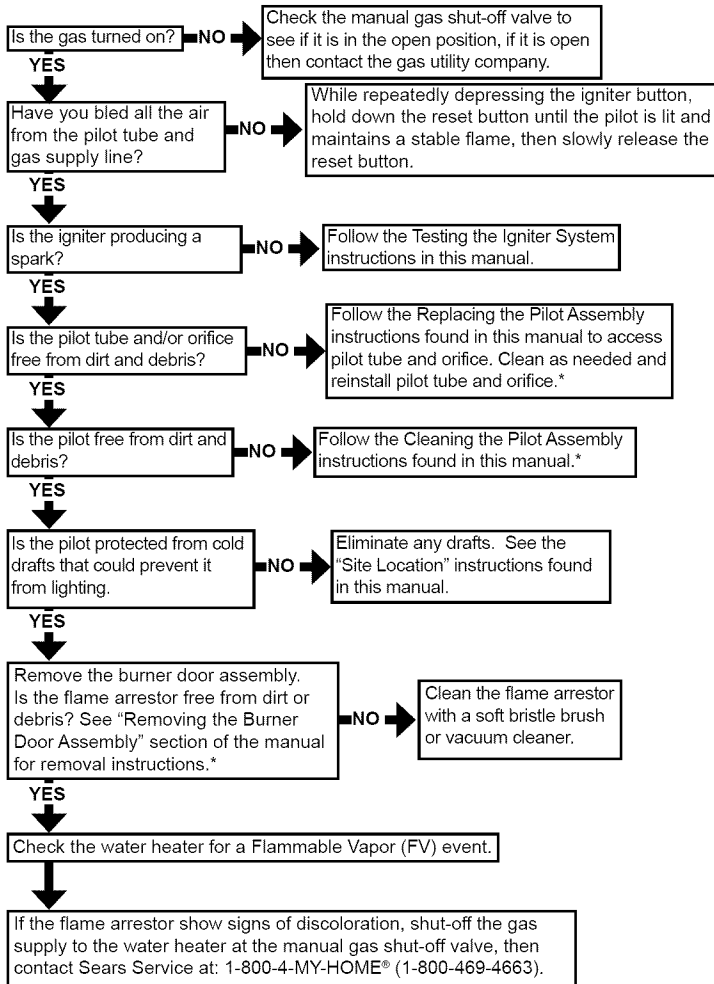 Is the gas turned on?
NO
Check the manual gas shut-off valve to
see if it is in the open position, if it is open
then contact the gas utility company.
YES
Have you bled all the air
from the pilot tube and
gas supply line?
NO
While repeatedly depressing the igniter button,
hold down the reset button until the pilot is lit and
maintains a stable flame, then slowly release the
reset button.
YES
Is the igniter producing a
spark?
NO
Follow the Testing the Igniter System
instructions in this manual.
YES
Is the pilot tube and/or orifice
free from dirt and debris?
NO
Follow the Replacing the Pilot Assembly
instructions found in this manual to access
pilot tube and orifice. Clean as needed and
reinstall pilot tube and orifice.*
YES
Is the pilot free from dirt and
debris?
NO
Follow the Cleaning the Pilot Assembly
instructions found in this manual.*
YES
Is the pilot protected from cold
drafts that could prevent it
from lighting.
NO
Eliminate any drafts. See the
“Site Location” instructions found
in this manual.
YES
Remove the burner door assembly.
Is the flame arrestor free from dirt or
debris? See “Removing the Burner
Door Assembly” section of the manual
for removal instructions.*
NO
Clean the flame arrestor
with a soft bristle brush
or vacuum cleaner.
YES
Check the water heater for a Flammable Vapor (FV) event.
If the flame arrestor show signs of discoloration, shut-off the gas
supply to the water heater at the manual gas shut-off valve, then
contact Sears Service at: 1-800-4-MY-HOME® (1-800-469-4663).